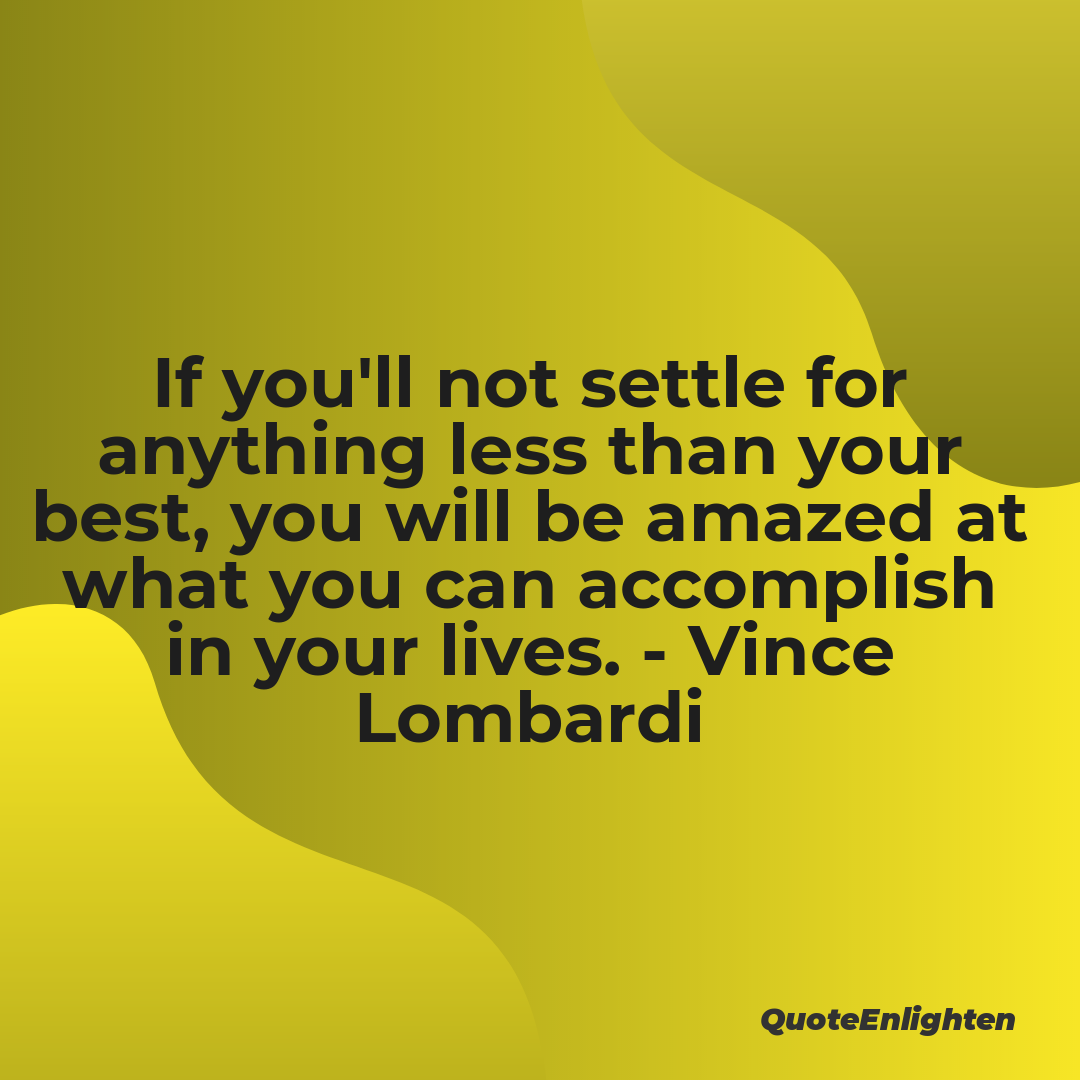 If you'll not settle for
anything less than your
best, you will be amazed at
what you can accomplish
in your lives. - Vince
Lombardi
QuoteEnlighten